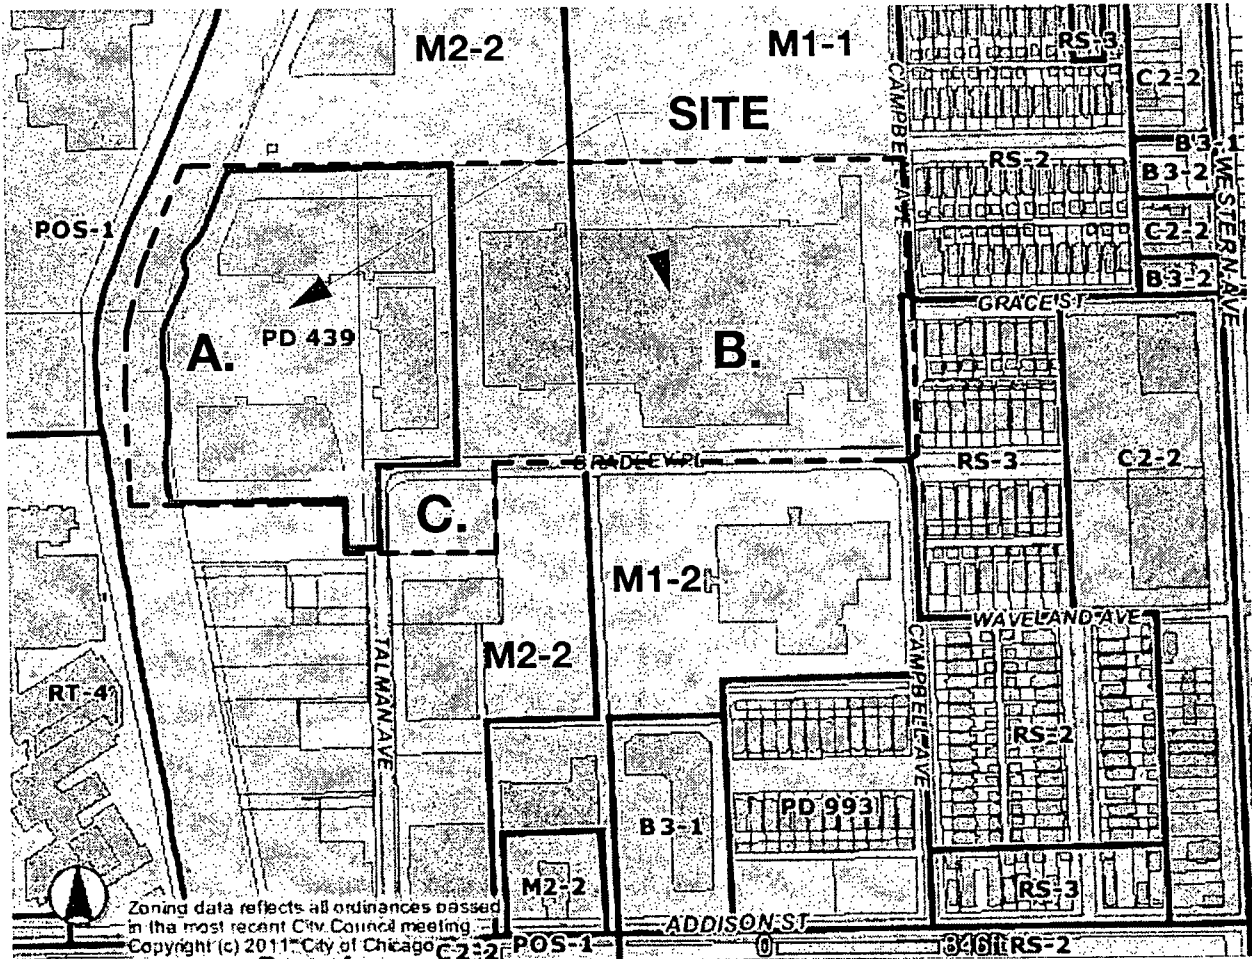 M2-2
M1-1
RS-3
C2-2
SITE
CAMPBELL AVE
B3-1
RS-2
B3-2
POS-1
C2-2
WESTERN AVE
B3-2
GRACE ST
A.
PD 439
B.
BRADLEY PL
RS-3
C2-2
C.
M1-2
WAVELAND AVE
M2-2
TALMAN AVE
CAMPBELL AVE
RT-4
RS-2
PD 993
B3-1
M2-2
RS-3
Zoning data reflects all ordinances passed
in the most recent City Council meeting.
Copyright (c) 2011 City of Chicago
ADDISON ST
C2-2
POS-1
0
846ft
RS-2